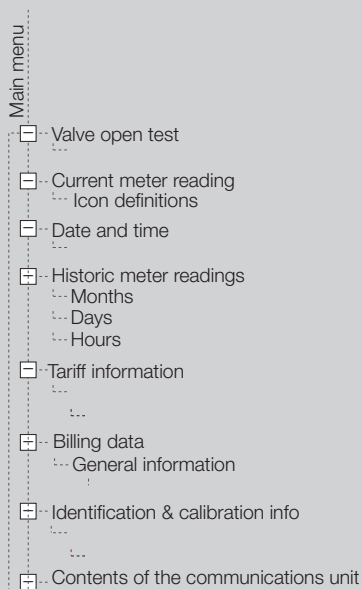 Main menu
Valve open test
Current meter reading
Icon definitions
Date and time
Historic meter readings
Months
Days
Hours
Tariff information
Billing data
General information
Identification & calibration info
Contents of the communications unit